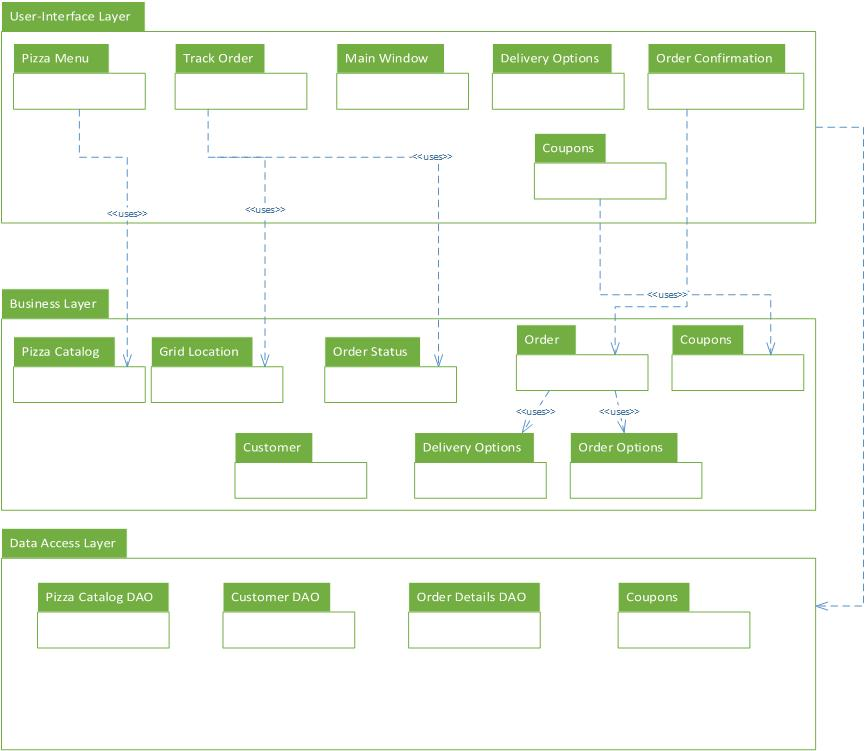 User-Interface Layer
Pizza Menu
Track Order
Main Window
Delivery Options
Order Confirmation
Coupons
<<uses>>
<<uses>>
<<uses>>
<<uses>>
Business Layer
Pizza Catalog
Grid Location
Order Status
Order
Coupons
<<uses>>
<<uses>>
Customer
Delivery Options
Order Options
Data Access Layer
Pizza Catalog DAO
Customer DAO
Order Details DAO
Coupons